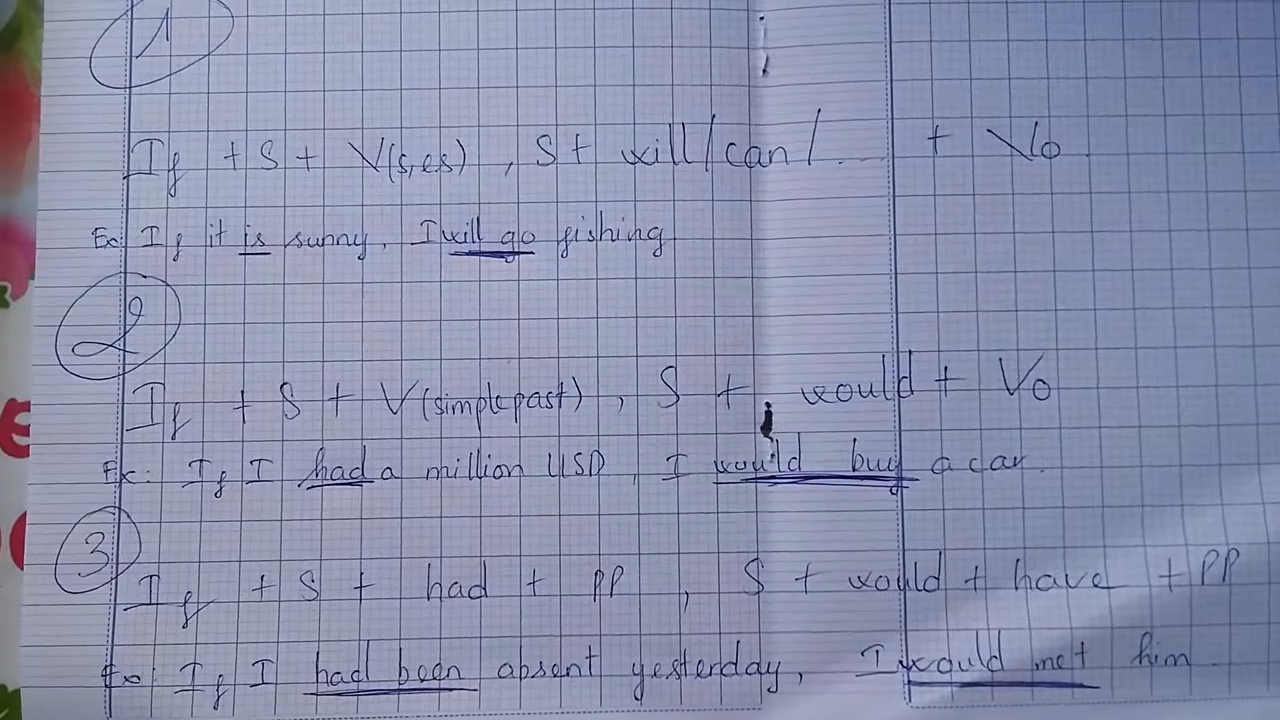 1
If + S + V(s,es) , S + will / can / ..... + Vo
Ex: If it is sunny, I will go fishing
2
If + S + V (simple past) , S + would + Vo
Ex: If I had a million USD , I would buy a car.
3
If + S + had + PP , S + would + have + PP
Ex: If I had been absent yesterday, I would met him.